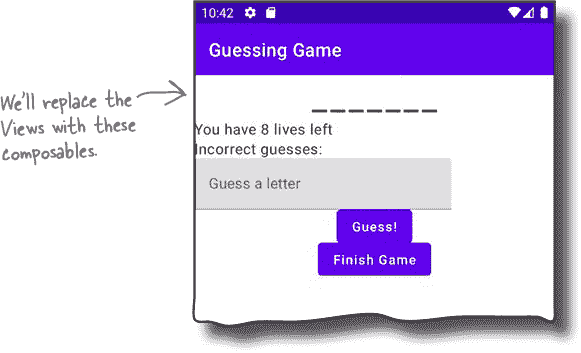 10:42
Guessing Game
We'll replace the
Views with these
composables.
_ _ _ _ _ _ _
You have 8 lives left
Incorrect guesses:
Guess a letter
Guess!
Finish Game